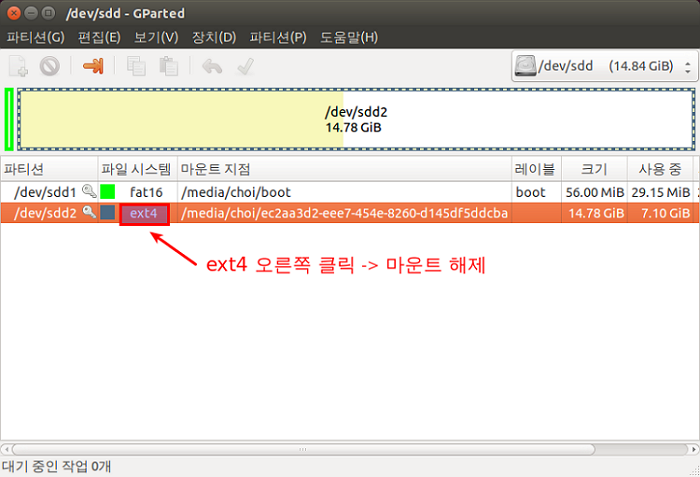 /dev/sdd - GParted
파티션(G) 편집(E) 보기(V) 장치(D) 파티션(P) 도움말(H)
/dev/sdd (14.84 GiB)
/dev/sdd2
14.78 GiB
파티션 파일 시스템 마운트 지점 레이블 크기 사용 중
/dev/sdd1 fat16 /media/choi/boot boot 56.00 MiB 29.15 MiB
/dev/sdd2 ext4 /media/choi/ec2aa3d2-eee7-454e-8260-d145df5ddcba 14.78 GiB 7.10 GiB
ext4 오른쪽 클릭 -> 마운트 해제
대기 중인 작업 0개